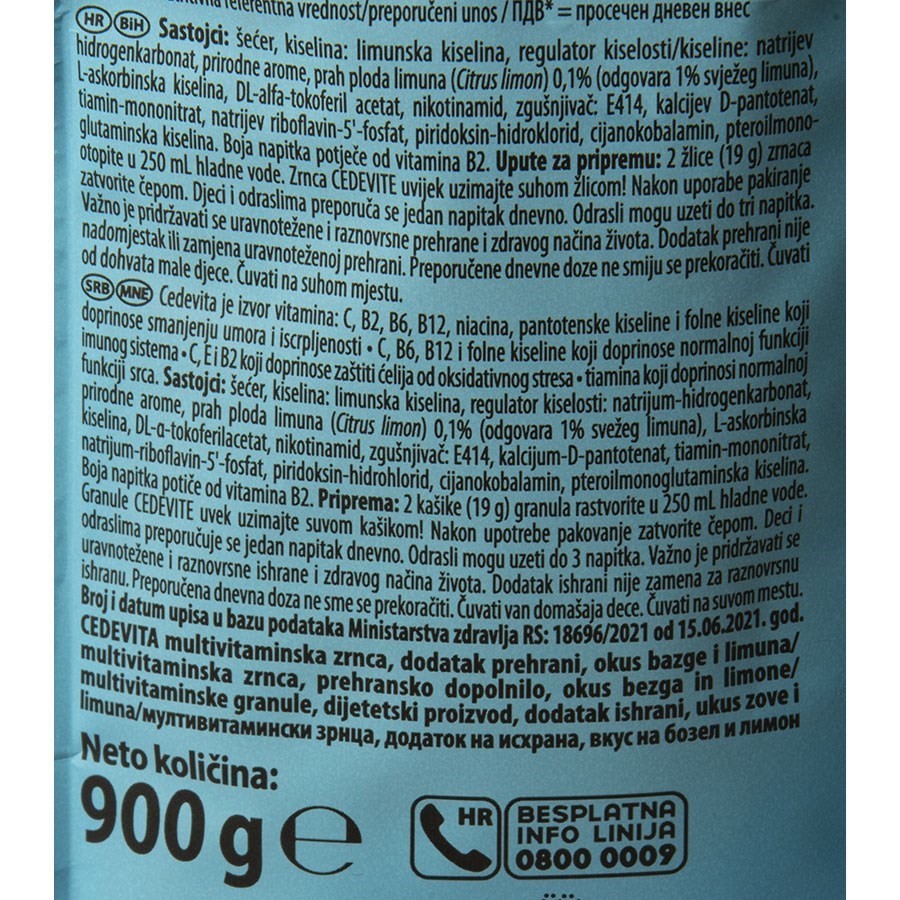 referentna vrednost/preporučeni unos / ПДВ* = просечен дневен внес
HR BiH Sastojci: šećer, kiselina: limunska kiselina, regulator kiselosti/kiseline: natrijev
hidrogenkarbonat, prirodne arome, prah ploda limuna (Citrus limon) 0,1% (odgovara 1% svježeg limuna),
L-askorbinska kiselina, DL-alfa-tokoferil acetat, nikotinamid, zgušnjivač: E414, kalcijev D-pantotenat,
tiamin-mononitrat, natrijev riboflavin-5'-fosfat, piridoksin-hidroklorid, cijanokobalamin, pteroilmono-
glutaminska kiselina. Boja napitka potječe od vitamina B2. Upute za pripremu: 2 žlice (19 g) zrnaca
otopite u 250 mL hladne vode. Zrnca CEDEVITE uvijek uzimajte suhom žlicom! Nakon uporabe pakiranje
zatvorite čepom. Djeci i odraslima preporuča se jedan napitak dnevno. Odrasli mogu uzeti do tri napitka.
Važno je pridržavati se uravnotežene i raznovrsne prehrane i zdravog načina života. Dodatak prehrani nije
nadomjestak ili zamjena uravnoteženoj prehrani. Preporučene dnevne doze ne smiju se prekoračiti. Čuvati
od dohvata male djece. Čuvati na suhom mjestu.
SRB MNE Cedevita je izvor vitamina: C, B2, B6, B12, niacina, pantotenske kiseline i folne kiseline koji
doprinose smanjenju umora i iscrpljenosti • C, B6, B12 i folne kiseline koji doprinose normalnoj funkciji
imunog sistema • C, E i B2 koji doprinose zaštiti ćelija od oksidativnog stresa • tiamina koji doprinosi normalnoj
funkciji srca. Sastojci: šećer, kiselina: limunska kiselina, regulator kiselosti: natrijum-hidrogenkarbonat,
prirodne arome, prah ploda limuna (Citrus limon) 0,1% (odgovara 1% svežeg limuna), L-askorbinska
kiselina, DL-α-tokoferilacetat, nikotinamid, zgušnjivač: E414, kalcijum-D-pantotenat, tiamin-mononitrat,
natrijum-riboflavin-5'-fosfat, piridoksin-hidrohlorid, cijanokobalamin, pteroilmonoglutaminska kiselina.
Boja napitka potiče od vitamina B2. Priprema: 2 kašike (19 g) granula rastvorite u 250 mL hladne vode.
Granule CEDEVITE uvek uzimajte suvom kašikom! Nakon upotrebe pakovanje zatvorite čepom. Deci i
odraslima preporučuje se jedan napitak dnevno. Odrasli mogu uzeti do 3 napitka. Važno je pridržavati se
uravnotežene i raznovrsne ishrane i zdravog načina života. Dodatak ishrani nije zamena za raznovrsnu
ishranu. Preporučena dnevna doza ne sme se prekoračiti. Čuvati van domašaja dece. Čuvati na suvom mestu.
Broj i datum upisa u bazu podataka Ministarstva zdravlja RS: 18696/2021 od 15.06.2021. god.
CEDEVITA multivitaminska zrnca, dodatak prehrani, okus bazge i limuna/
multivitaminska zrnca, prehransko dopolnilo, okus bezga in limone/
multivitaminske granule, dijetetski proizvod, dodatak ishrani, ukus zove i
limuna/мултивитамински зрнца, додаток на исхрана, вкус на бозел и лимон
Neto količina:
900 g ℮
HR BESPLATNA
INFO LINIJA
0800 0009